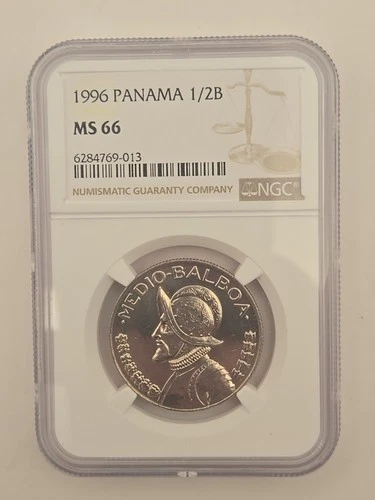 1996 PANAMA 1/2B
MS 66
6284769-013
NUMISMATIC GUARANTY COMPANY
NGC
·MEDIO-BALBOA·